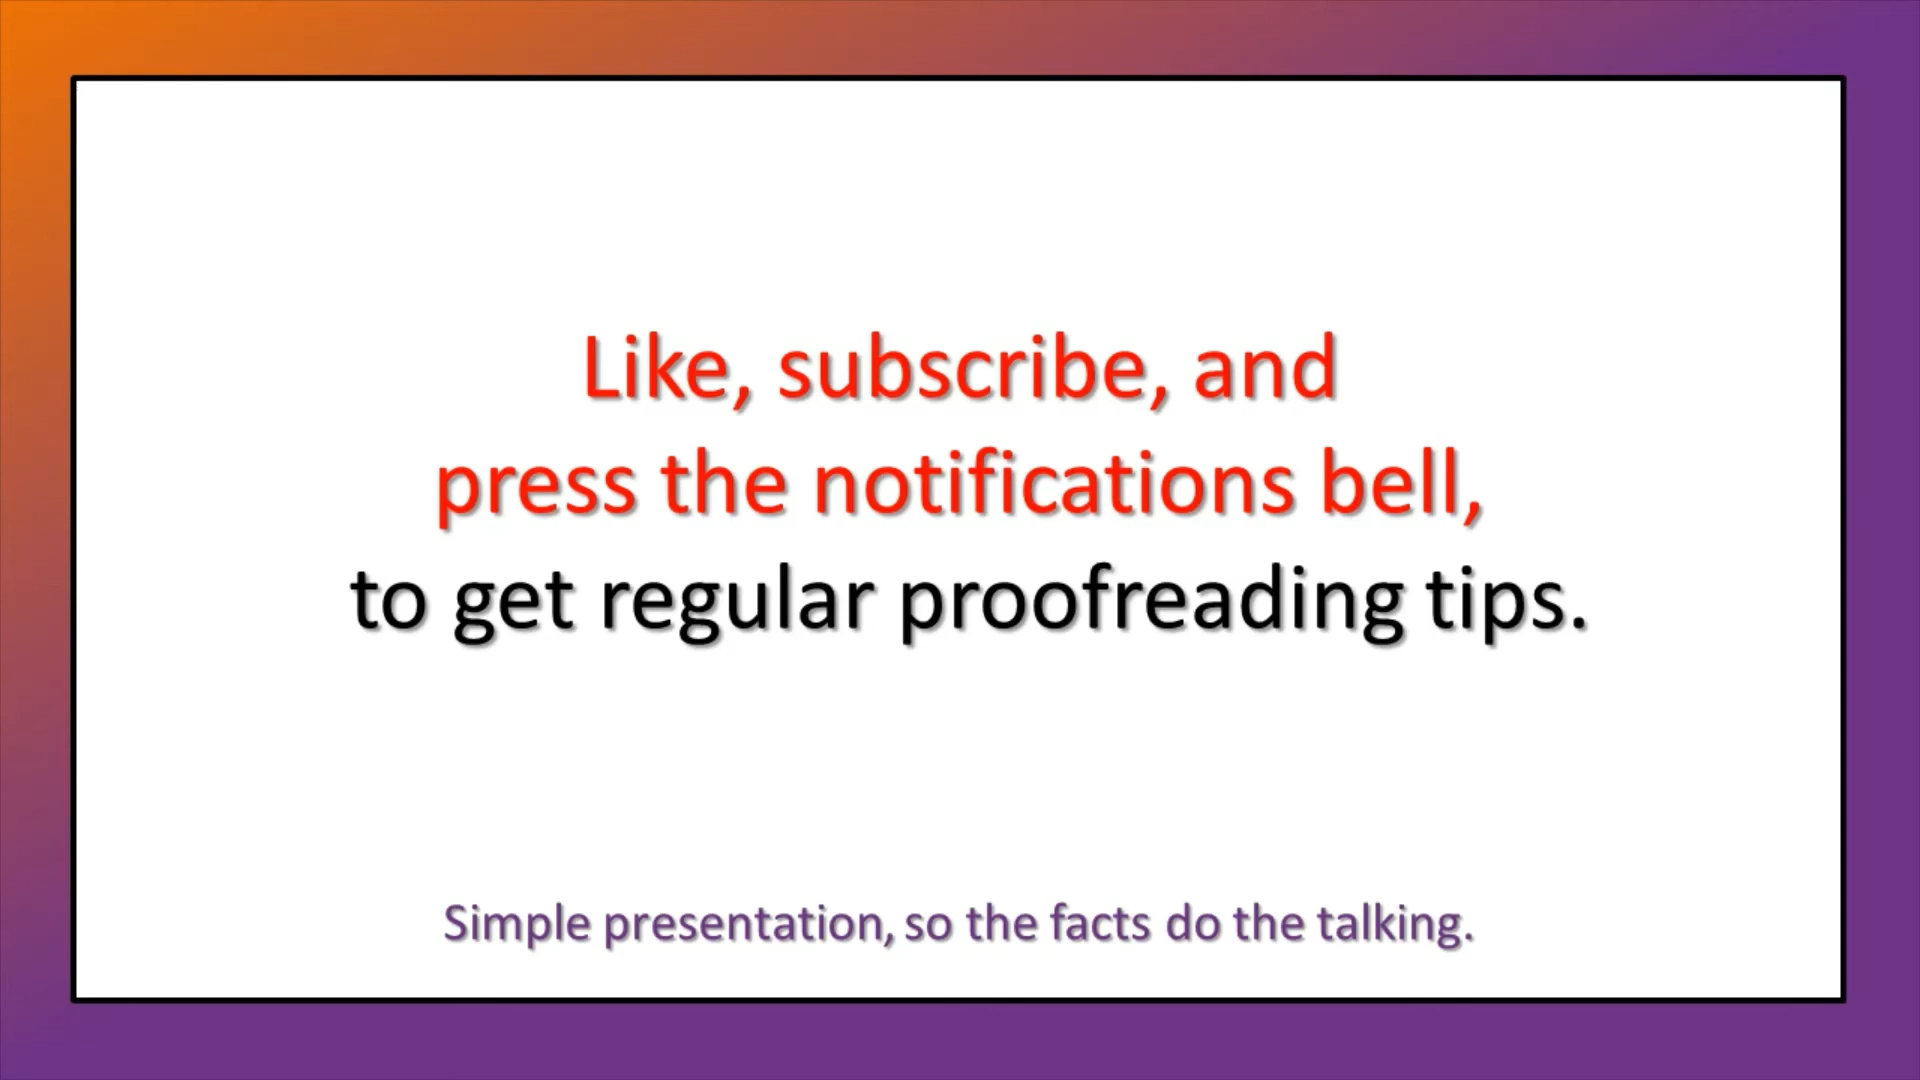 Like, subscribe, and
press the notifications bell,
to get regular proofreading tips.
Simple presentation, so the facts do the talking.